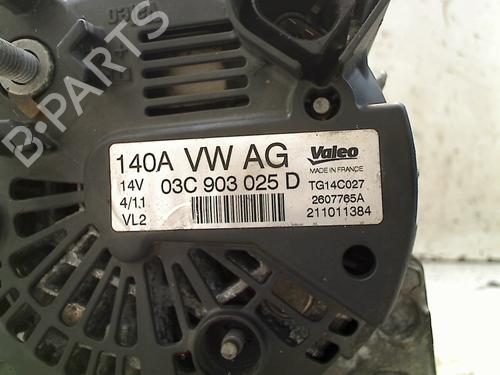 140A VW AG
Valeo
MADE IN FRANCE
14V 03C 903 025 D
TG14C027
4/1.1
2607765A
VL2
211011384
B-PARTS